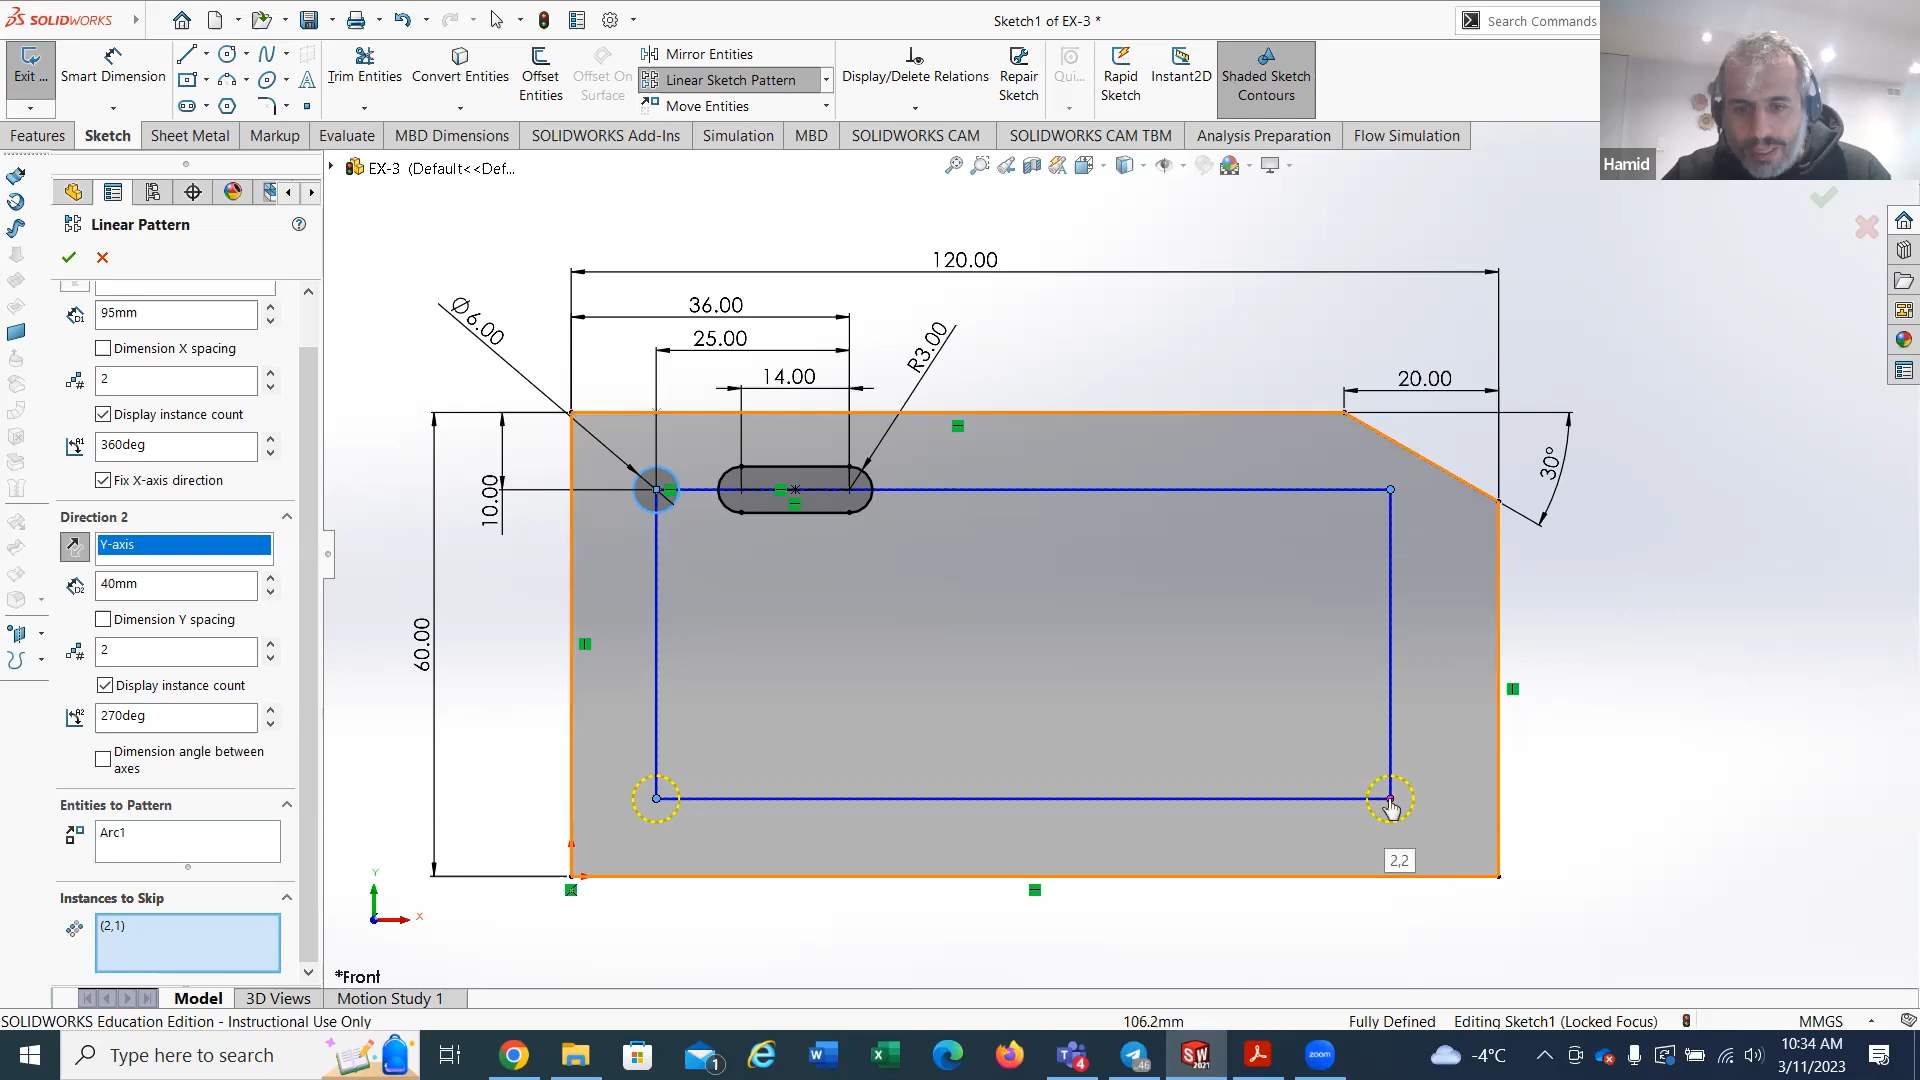 SOLIDWORKS
Sketch1 of EX-3 *
Search Commands
Exit ...
Smart Dimension
Trim Entities
Convert Entities
Offset Entities
Offset On Surface
Mirror Entities
Linear Sketch Pattern
Move Entities
Display/Delete Relations
Repair Sketch
Qui...
Rapid Sketch
Instant2D
Shaded Sketch Contours
Features
Sketch
Sheet Metal
Markup
Evaluate
MBD Dimensions
SOLIDWORKS Add-Ins
Simulation
MBD
SOLIDWORKS CAM
SOLIDWORKS CAM TBM
Analysis Preparation
Flow Simulation
Hamid
EX-3 (Default<<Def...
Linear Pattern
95mm
Dimension X spacing
2
Display instance count
360deg
Fix X-axis direction
Direction 2
Y-axis
40mm
Dimension Y spacing
2
Display instance count
270deg
Dimension angle between
axes
Entities to Pattern
Arc1
Instances to Skip
(2,1)
120.00
36.00
25.00
14.00
Ø6.00
R3.00
20.00
30°
10.00
60.00
2,2
Y
X
*Front
Model
3D Views
Motion Study 1
SOLIDWORKS Education Edition - Instructional Use Only
106.2mm
Fully Defined
Editing Sketch1 (Locked Focus)
MMGS
Type here to search
1
4
46
SW
2021
zoom
-4°C
10:34 AM
3/11/2023